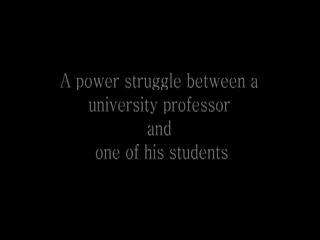 A power struggle between a
university professor
and
one of his students